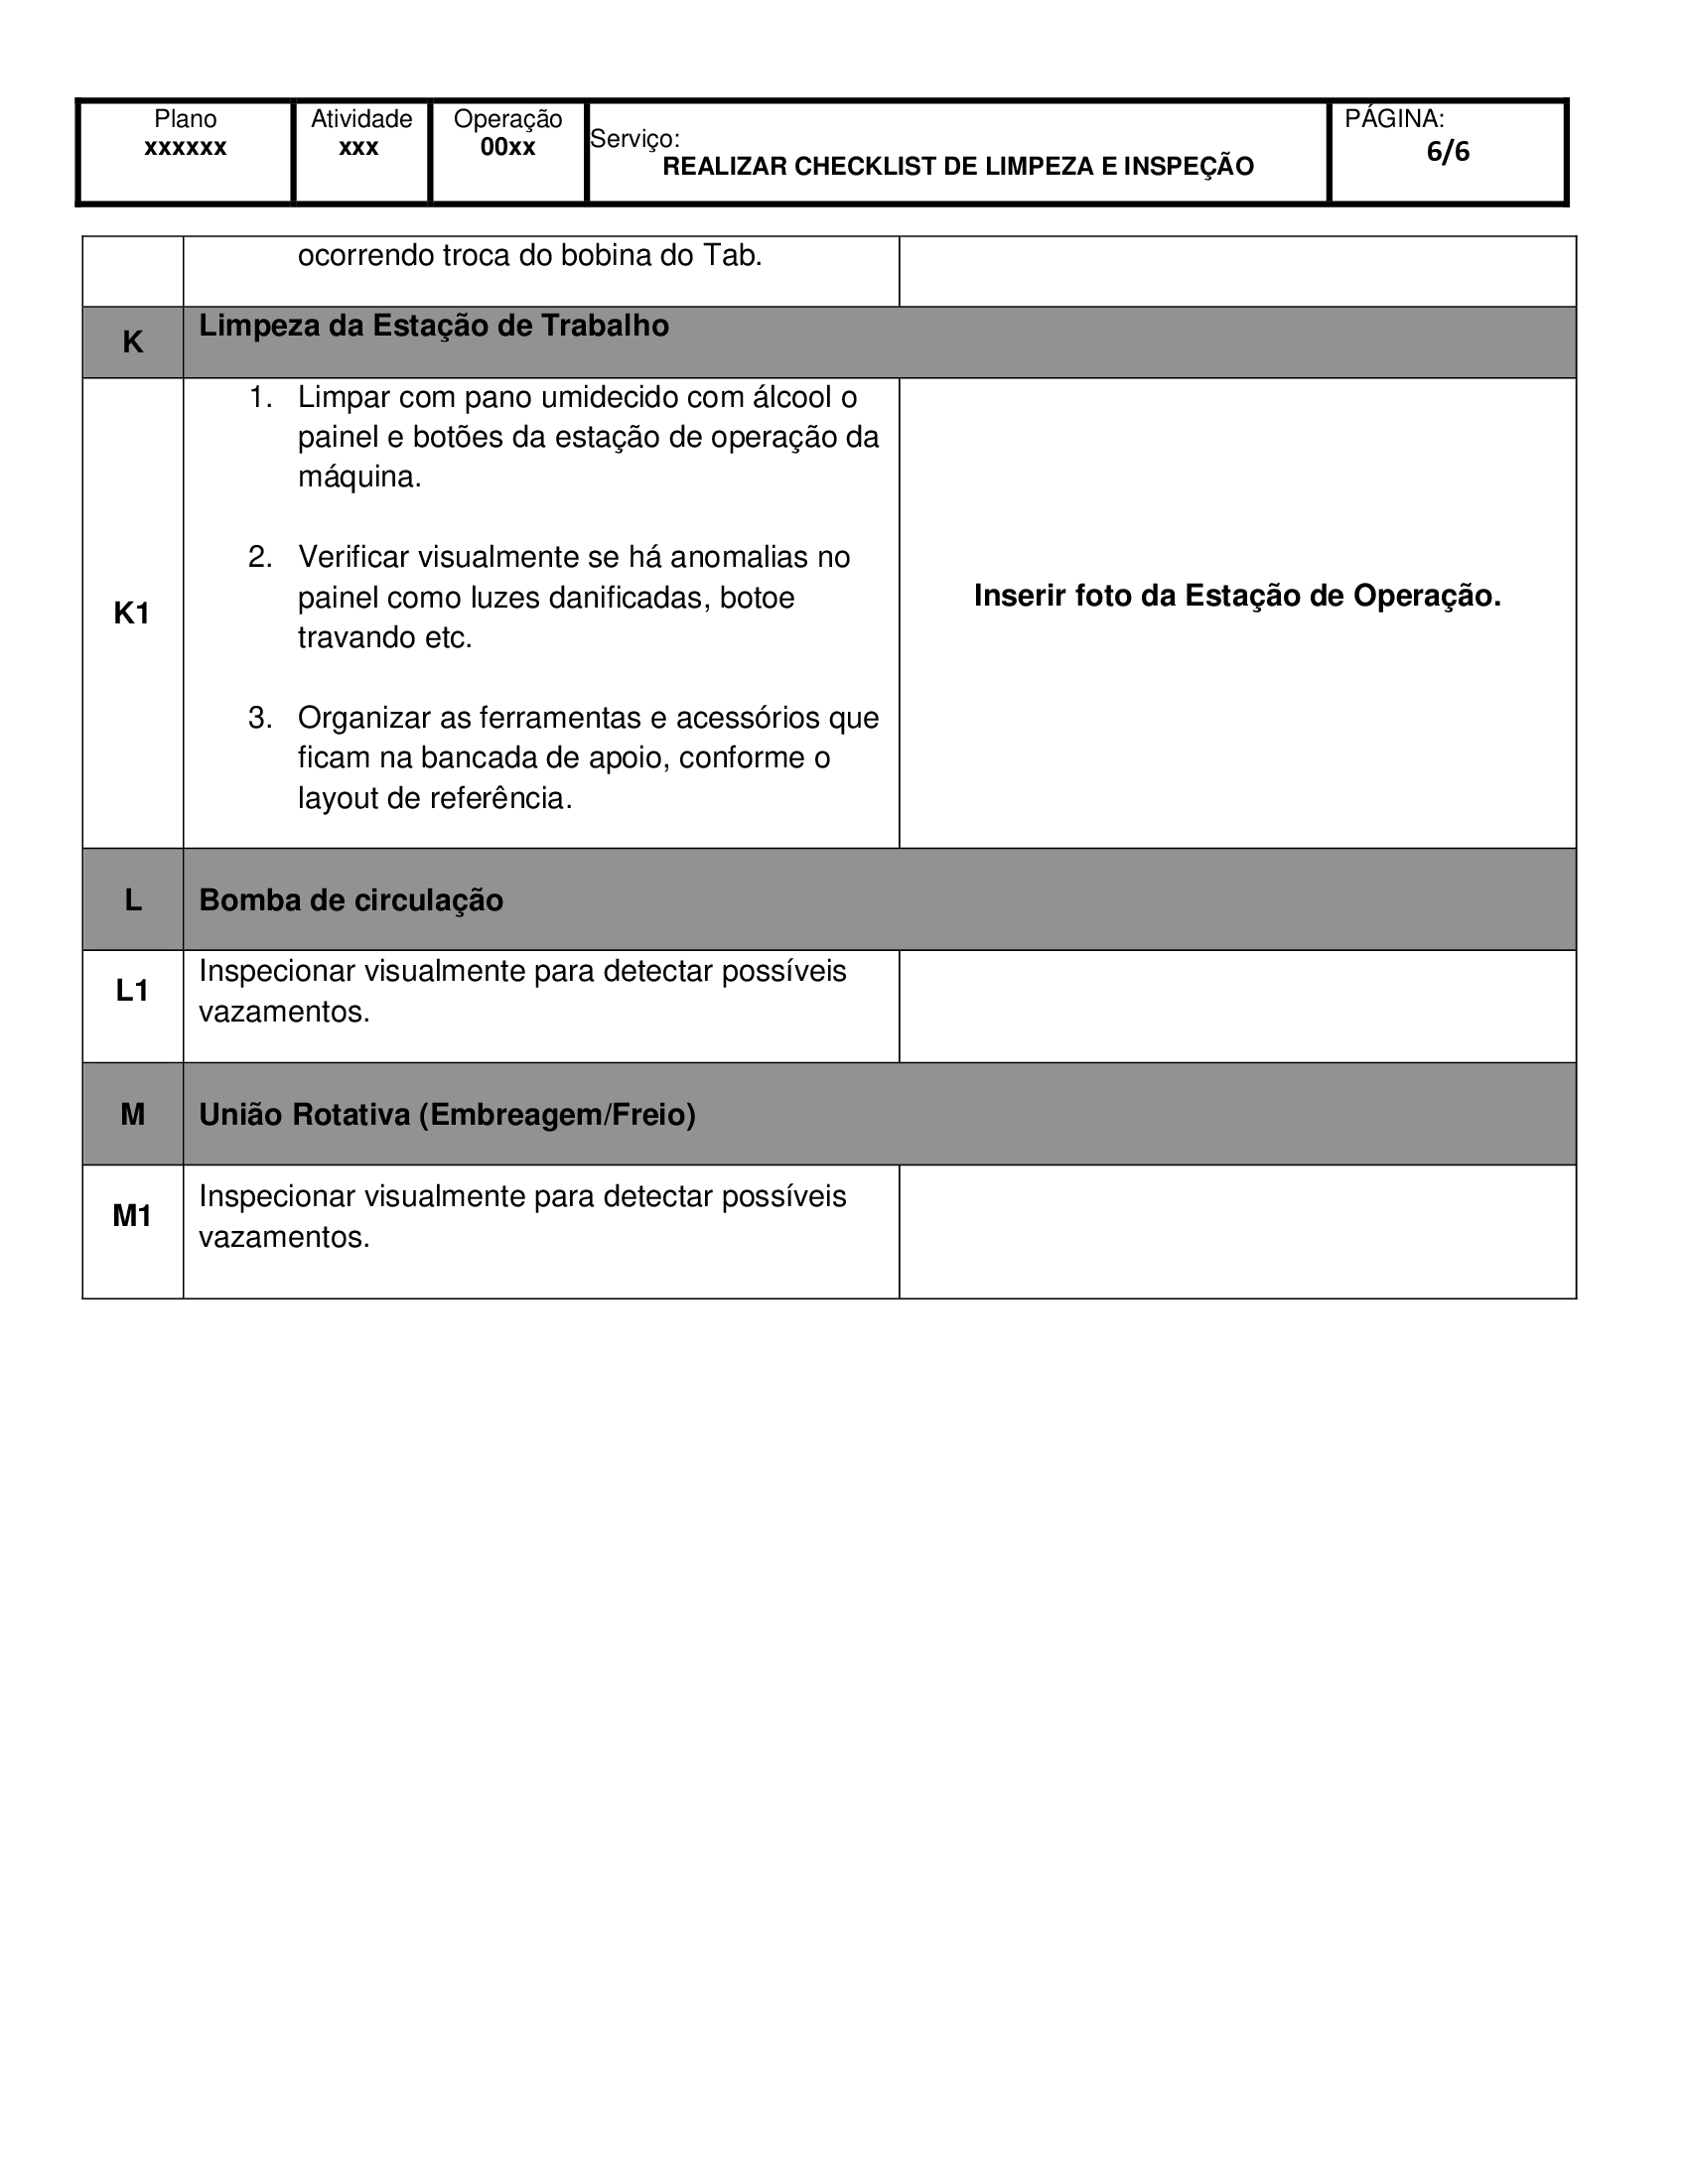 Plano
xxxxxx
Atividade
xxx
Operação
00xx
Serviço:
REALIZAR CHECKLIST DE LIMPEZA E INSPEÇÃO
PÁGINA:
6/6
ocorrendo troca do bobina do Tab.
K
Limpeza da Estação de Trabalho
K1
1. Limpar com pano umidecido com álcool o
painel e botões da estação de operação da
máquina.
2. Verificar visualmente se há anomalias no
painel como luzes danificadas, botoe
travando etc.
3. Organizar as ferramentas e acessórios que
ficam na bancada de apoio, conforme o
layout de referência.
Inserir foto da Estação de Operação.
L
Bomba de circulação
L1
Inspecionar visualmente para detectar possíveis
vazamentos.
M
União Rotativa (Embreagem/Freio)
M1
Inspecionar visualmente para detectar possíveis
vazamentos.